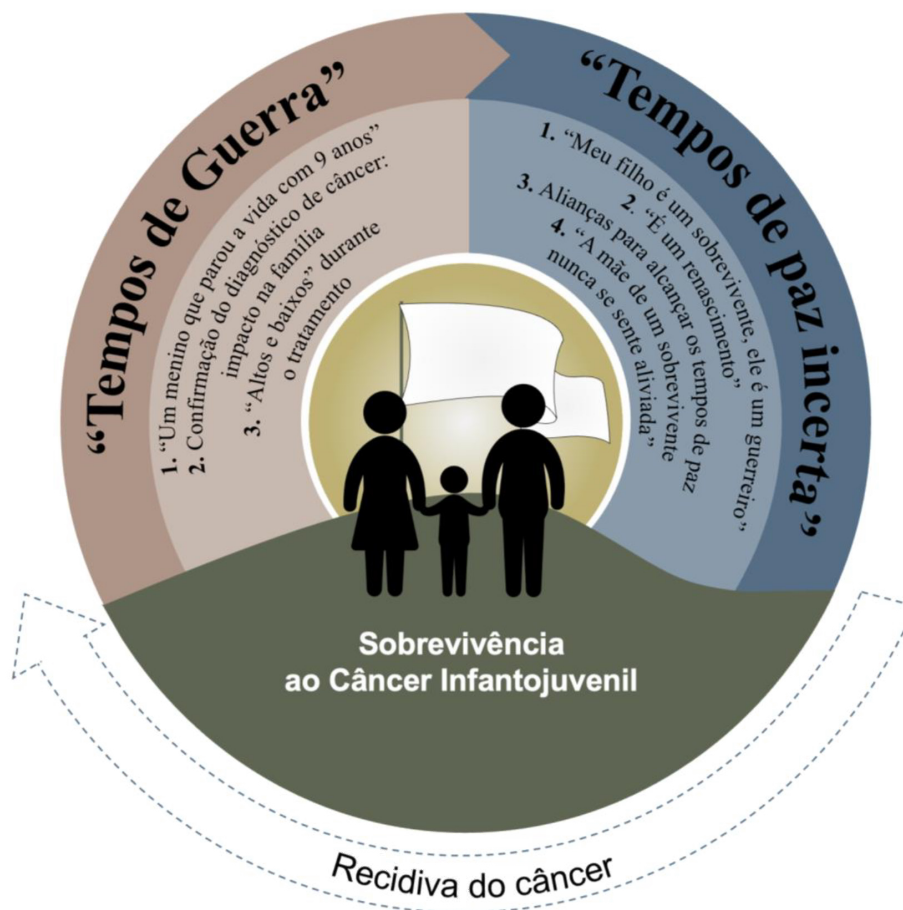 “Tempos de Guerra”
1. “Um menino que parou a vida com 9 anos”
2. Confirmação do diagnóstico de câncer:
impacto na família
3. “Altos e baixos” durante
o tratamento
“Tempos de paz incerta”
1. “Meu filho é um sobrevivente, ele é um guerreiro”
2. “É um renascimento”
3. Alianças para alcançar os tempos de paz
4. “A mãe de um sobrevivente
nunca se sente aliviada”
Sobrevivência
ao Câncer Infantojuvenil
Recidiva do câncer